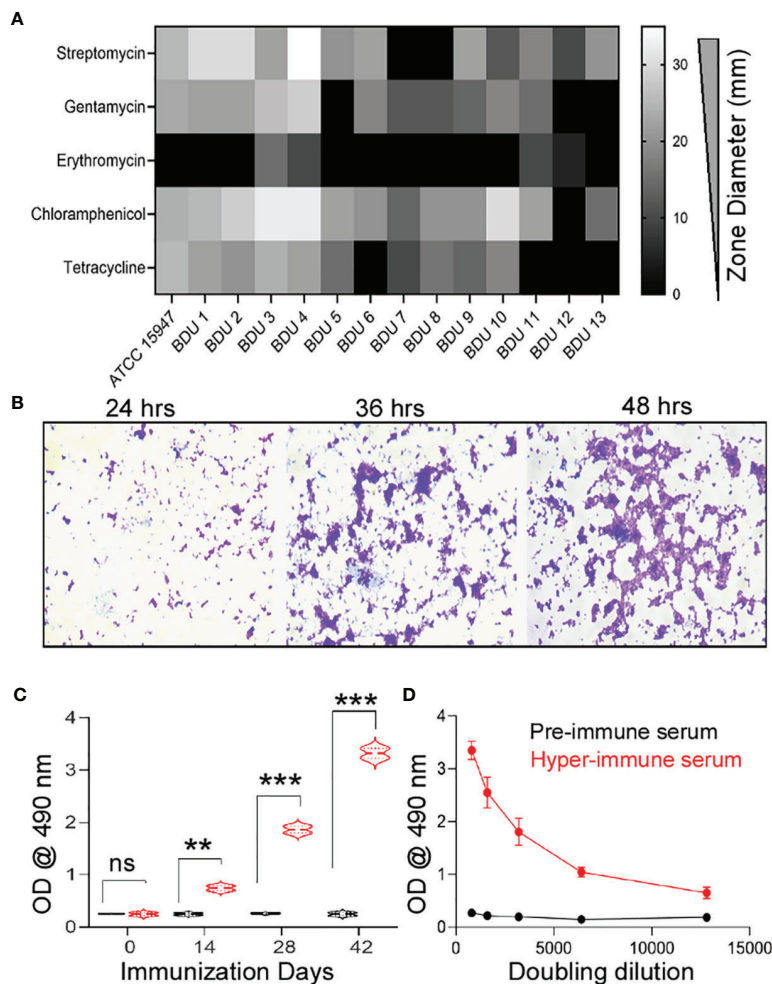 A
Streptomycin
Gentamycin
Erythromycin
Chloramphenicol
Tetracycline
ATCC 15947
BDU 1
BDU 2
BDU 3
BDU 4
BDU 5
BDU 6
BDU 7
BDU 8
BDU 9
BDU 10
BDU 11
BDU 12
BDU 13
30
20
10
0
Zone Diameter (mm)
B
24 hrs 36 hrs 48 hrs
C
OD @ 490 nm
4
3
2
1
0
ns
**
***
***
0 14 28 42
Immunization Days
D
OD @ 490 nm
4
3
2
1
0
Pre-immune serum
Hyper-immune serum
0 5000 10000 15000
Doubling dilution